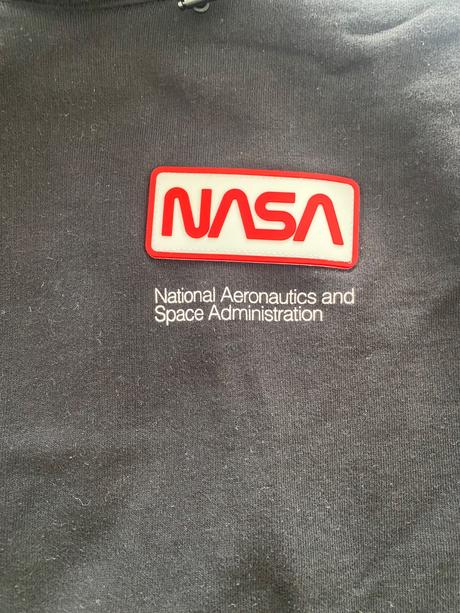 NASA
National Aeronautics and
Space Administration